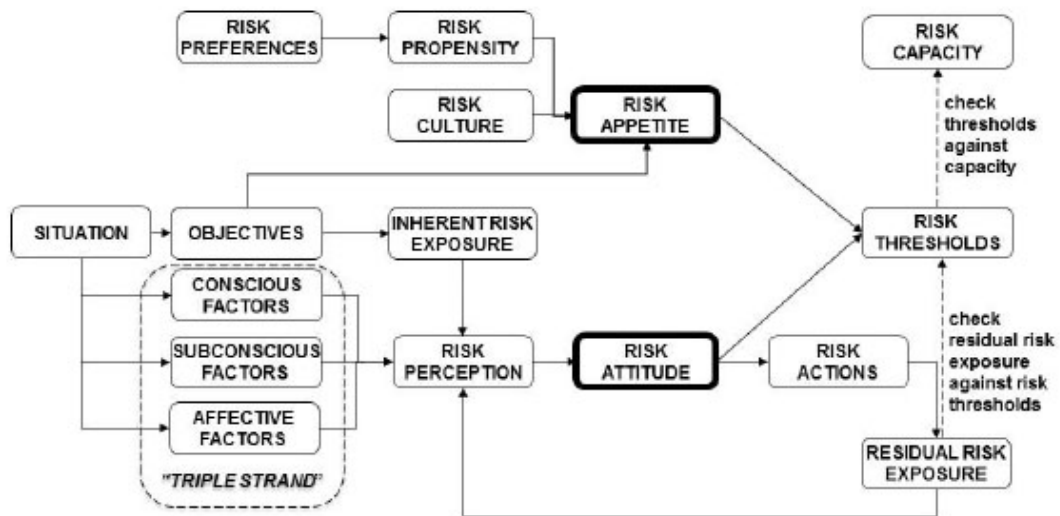 RISK
PREFERENCES
RISK
PROPENSITY
RISK
CAPACITY
RISK
CULTURE
RISK
APPETITE
check
thresholds
against
capacity
SITUATION
OBJECTIVES
INHERENT RISK
EXPOSURE
RISK
THRESHOLDS
CONSCIOUS
FACTORS
SUBCONSCIOUS
FACTORS
AFFECTIVE
FACTORS
"TRIPLE STRAND"
RISK
PERCEPTION
RISK
ATTITUDE
RISK
ACTIONS
check
residual risk
exposure
against risk
thresholds
RESIDUAL RISK
EXPOSURE